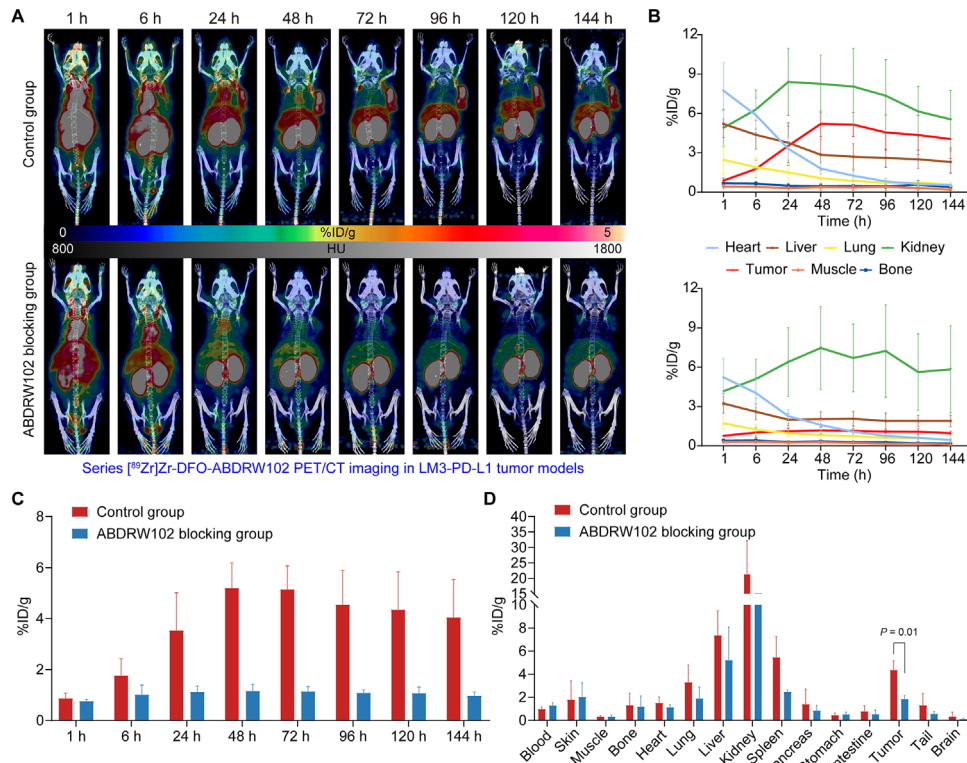 A
1 h 6 h 24 h 48 h 72 h 96 h 120 h 144 h
Control group
0 %ID/g 5
800 HU 1800
ABDRW102 blocking group
Series [⁸⁹Zr]Zr-DFO-ABDRW102 PET/CT imaging in LM3-PD-L1 tumor models
B
12
9
6
3
0
%ID/g
1 6 24 48 72 96 120 144
Time (h)
Heart Liver Lung Kidney
Tumor Muscle Bone
12
9
6
3
0
%ID/g
1 6 24 48 72 96 120 144
Time (h)
C
Control group
ABDRW102 blocking group
8
6
4
2
0
%ID/g
1 h 6 h 24 h 48 h 72 h 96 h 120 h 144 h
D
Control group
ABDRW102 blocking group
40
35
30
25
20
15
10
8
6
4
2
0
%ID/g
P = 0.01
Blood Skin Muscle Bone Heart Lung Liver Kidney Spleen Stomach Tumor Tail Brain